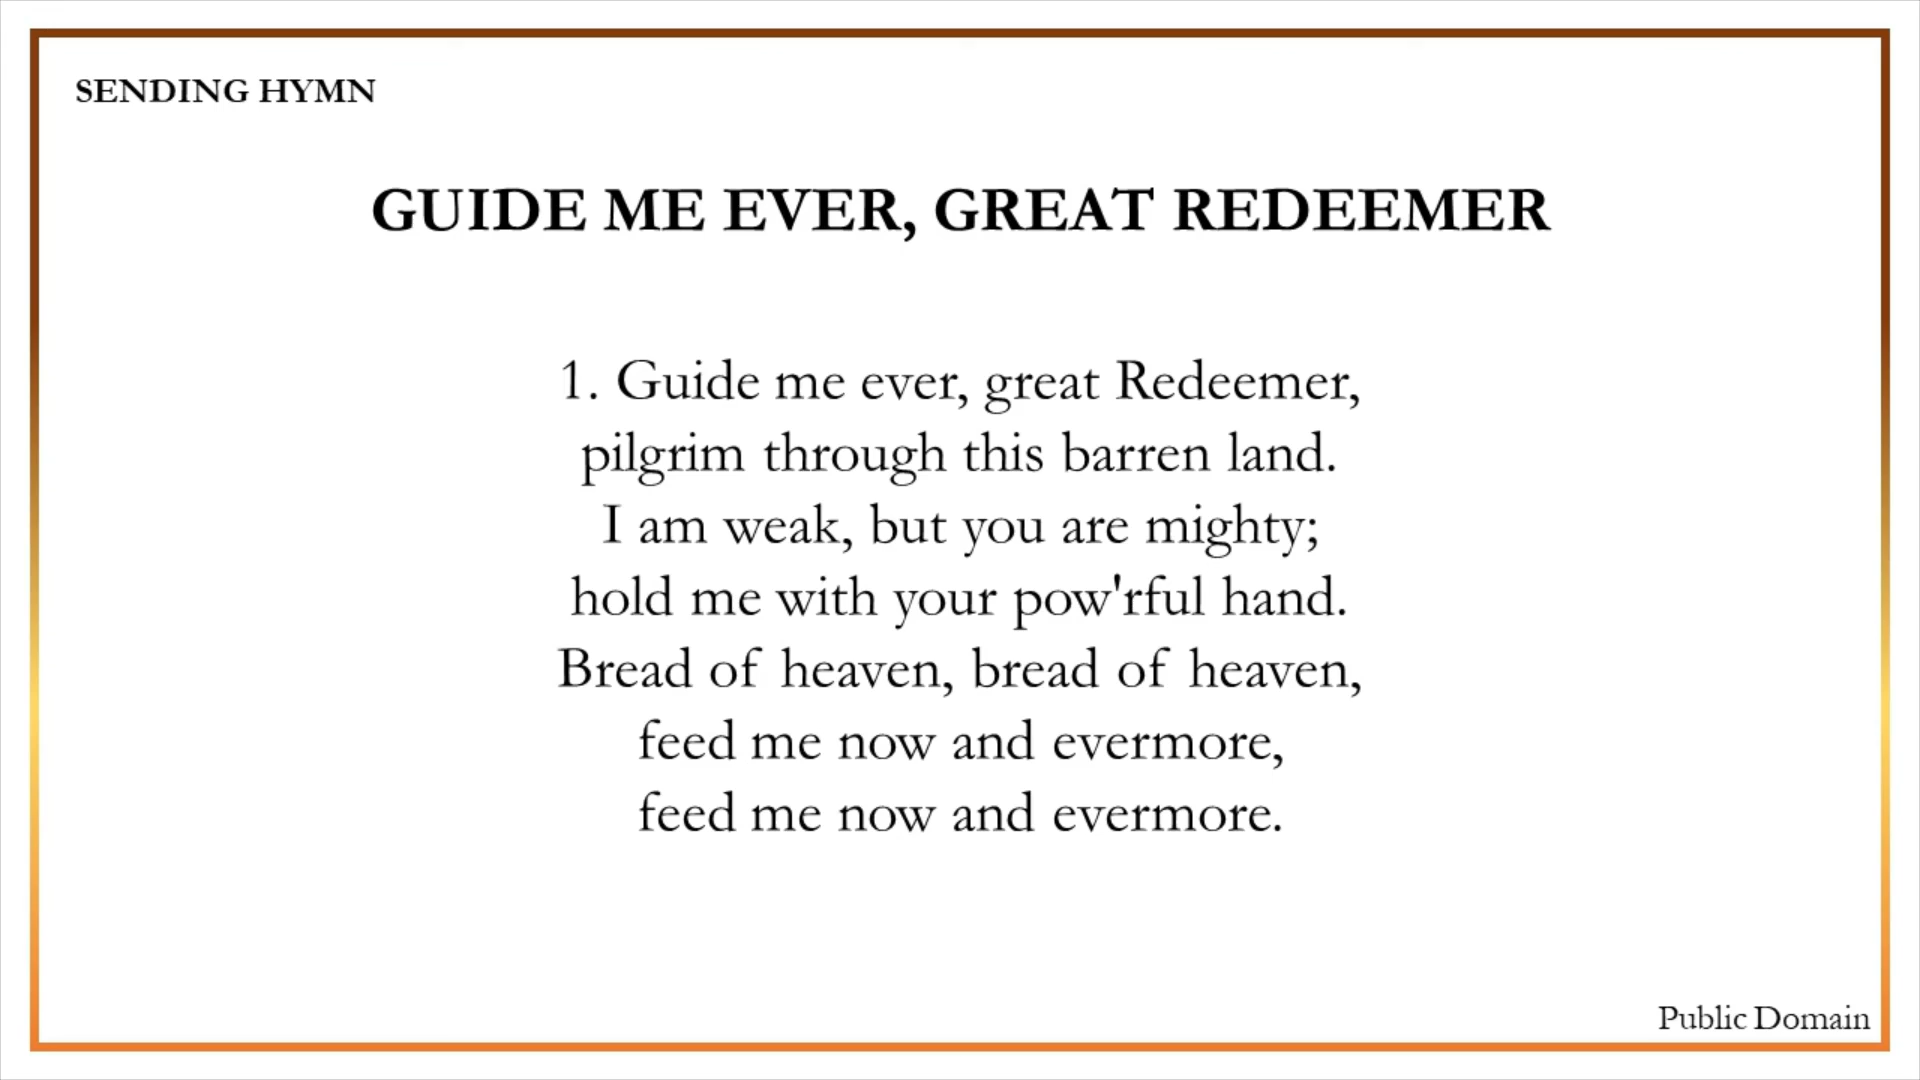 SENDING HYMN
GUIDE ME EVER, GREAT REDEEMER
1. Guide me ever, great Redeemer,
pilgrim through this barren land.
I am weak, but you are mighty;
hold me with your pow'rful hand.
Bread of heaven, bread of heaven,
feed me now and evermore,
feed me now and evermore.
Public Domain